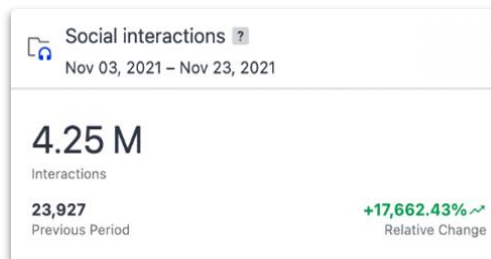 Social interactions ?
Nov 03, 2021 – Nov 23, 2021
4.25 M
Interactions
23,927
+17,662.43%
Previous Period
Relative Change